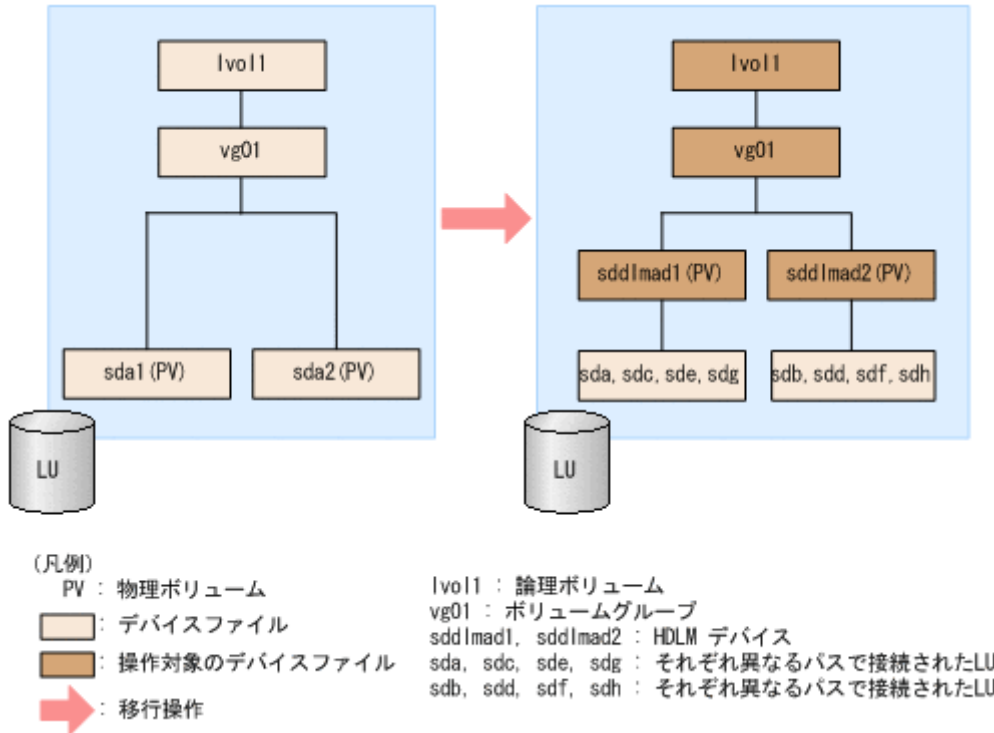 lvol1
vg01
sda1(PV)
sda2(PV)
LU
lvol1
vg01
sddlmad1(PV)
sddlmad2(PV)
sda, sdc, sde, sdg
sdb, sdd, sdf, sdh
LU
(凡例)
PV : 物理ボリューム
: デバイスファイル
: 操作対象のデバイスファイル
: 移行操作
lvol1 : 論理ボリューム
vg01 : ボリュームグループ
sddlmad1, sddlmad2 : HDLM デバイス
sda, sdc, sde, sdg : それぞれ異なるパスで接続されたLU
sdb, sdd, sdf, sdh : それぞれ異なるパスで接続されたLU